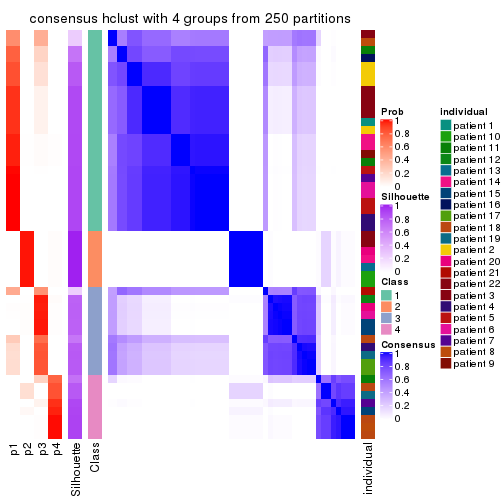 consensus hclust with 4 groups from 250 partitions
p1
p2
p3
p4
Silhouette
Class
individual
Prob
1
0.8
0.6
0.4
0.2
0
Silhouette
1
0.8
0.6
0.4
0.2
0
Class
1
2
3
4
Consensus
1
0.8
0.6
0.4
0.2
0
individual
patient 1
patient 10
patient 11
patient 12
patient 13
patient 14
patient 15
patient 16
patient 17
patient 18
patient 19
patient 2
patient 20
patient 21
patient 22
patient 3
patient 4
patient 5
patient 6
patient 7
patient 8
patient 9